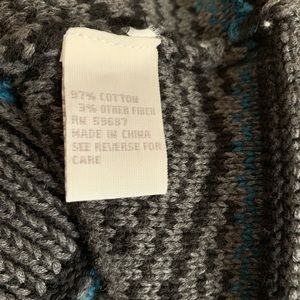 97% COTTON
3% OTHER FIBER
RN 59687
MADE IN CHINA
SEE REVERSE FOR
CARE